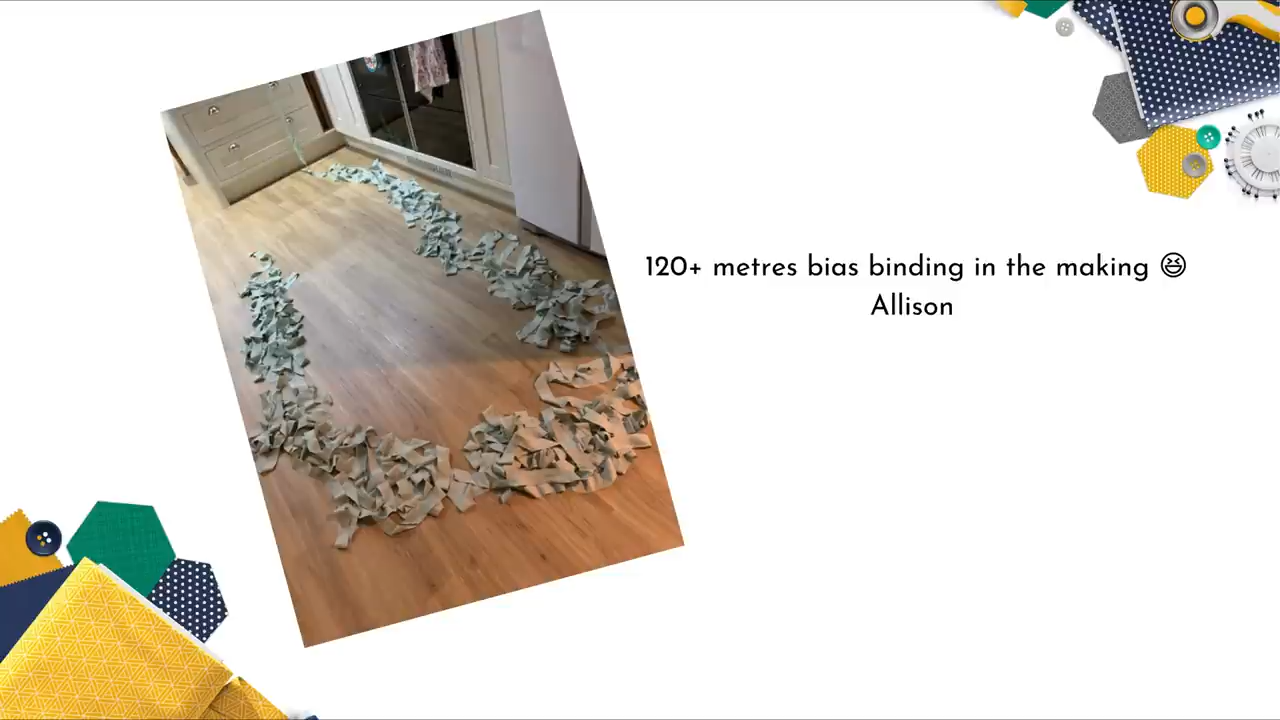 120+ metres bias binding in the making 😆
Allison